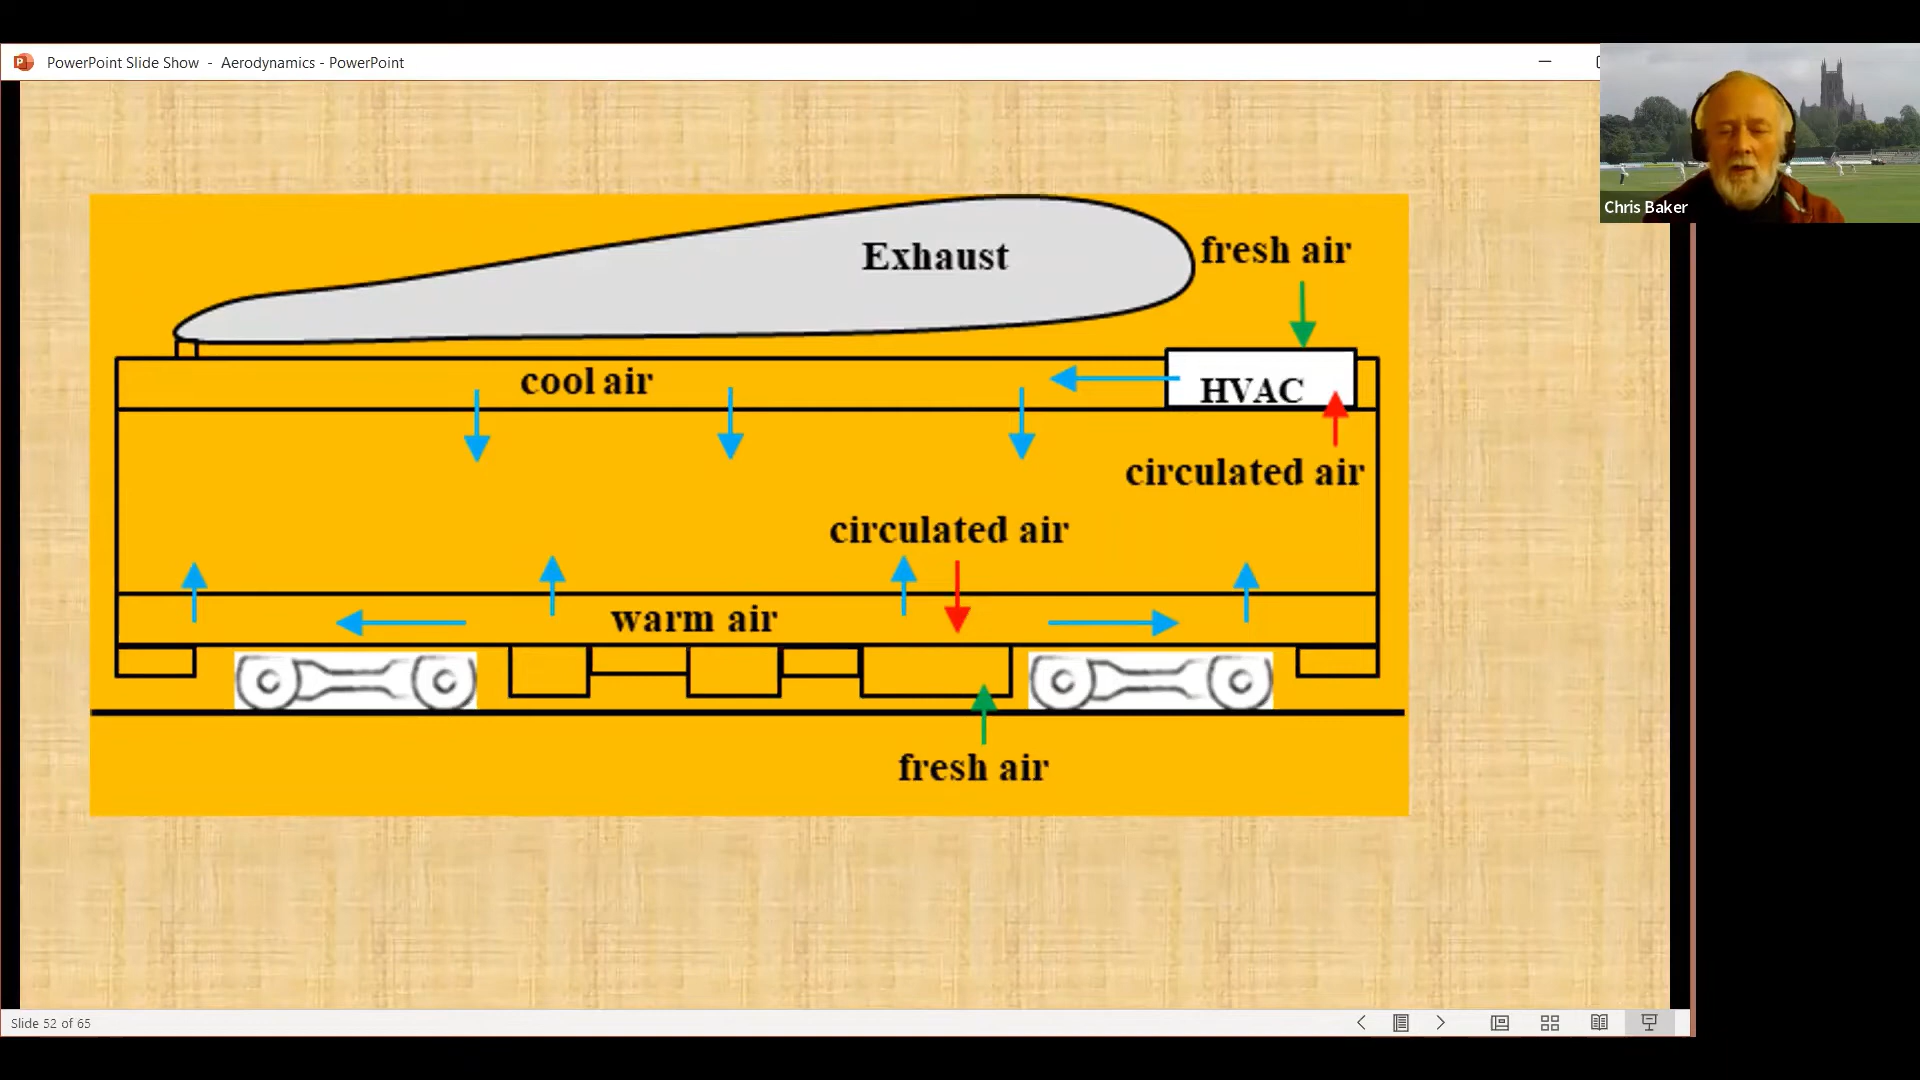 PowerPoint Slide Show - Aerodynamics - PowerPoint
Chris Baker
Exhaust
fresh air
cool air
HVAC
circulated air
circulated air
warm air
fresh air
Slide 52 of 65